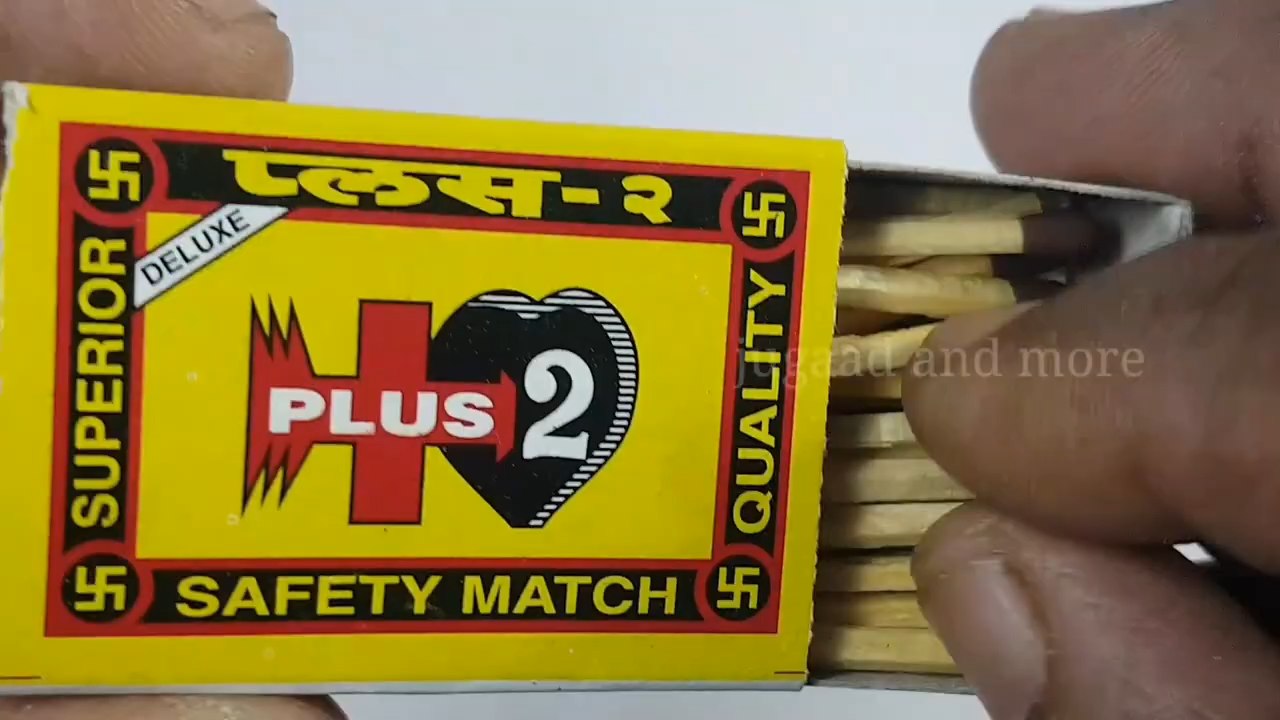 प्लस-२
DELUXE
SUPERIOR
PLUS 2
QUALITY
SAFETY MATCH
jugaad and more